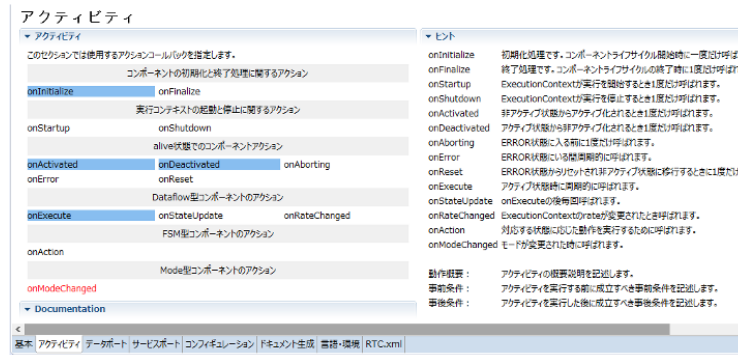 アクティビティ
アクティビティ
このセクションでは使用するアクションコールバックを指定します。
コンポーネントの初期化と終了処理に関するアクション
onInitialize onFinalize
実行コンテキストの起動と停止に関するアクション
onStartup onShutdown
alive状態でのコンポーネントアクション
onActivated onDeactivated onAborting
onError onReset
Dataflow型コンポーネントのアクション
onExecute onStateUpdate onRateChanged
FSM型コンポーネントのアクション
onAction
Mode型コンポーネントのアクション
onModeChanged
Documentation
ヒント
onInitialize 初期化処理です。コンポーネントライフサイクル開始時に一度だけ呼ばれ
onFinalize 終了処理です。コンポーネントライフサイクルの終了時に1度だけ呼ばれ
onStartup ExecutionContextが実行を開始するとき1度だけ呼ばれます。
onShutdown ExecutionContextが実行を停止するとき1度だけ呼ばれます。
onActivated 非アクティブ状態からアクティブ化されるとき1度だけ呼ばれます。
onDeactivated アクティブ状態から非アクティブ化されるとき1度だけ呼ばれます。
onAborting ERROR状態に入る前に1度だけ呼ばれます。
onError ERROR状態にいる間周期的に呼ばれます。
onReset ERROR状態からリセットされ非アクティブ状態に移行するときに1度だけ
onExecute アクティブ状態時に周期的に呼ばれます。
onStateUpdate onExecuteの後毎回呼ばれます。
onRateChanged ExecutionContextのrateが変更されたとき呼ばれます。
onAction 対応する状態に応じた動作を実行するために呼ばれます。
onModeChanged モードが変更された時に呼ばれます。
動作概要： アクティビティの概要説明を記述します。
事前条件： アクティビティを実行する前に成立すべき事前条件を記述します。
事後条件： アクティビティを実行した後に成立すべき事後条件を記述します。
基本 アクティビティ データポート サービスポート コンフィギュレーション ドキュメント生成 言語・環境 RTC.xml